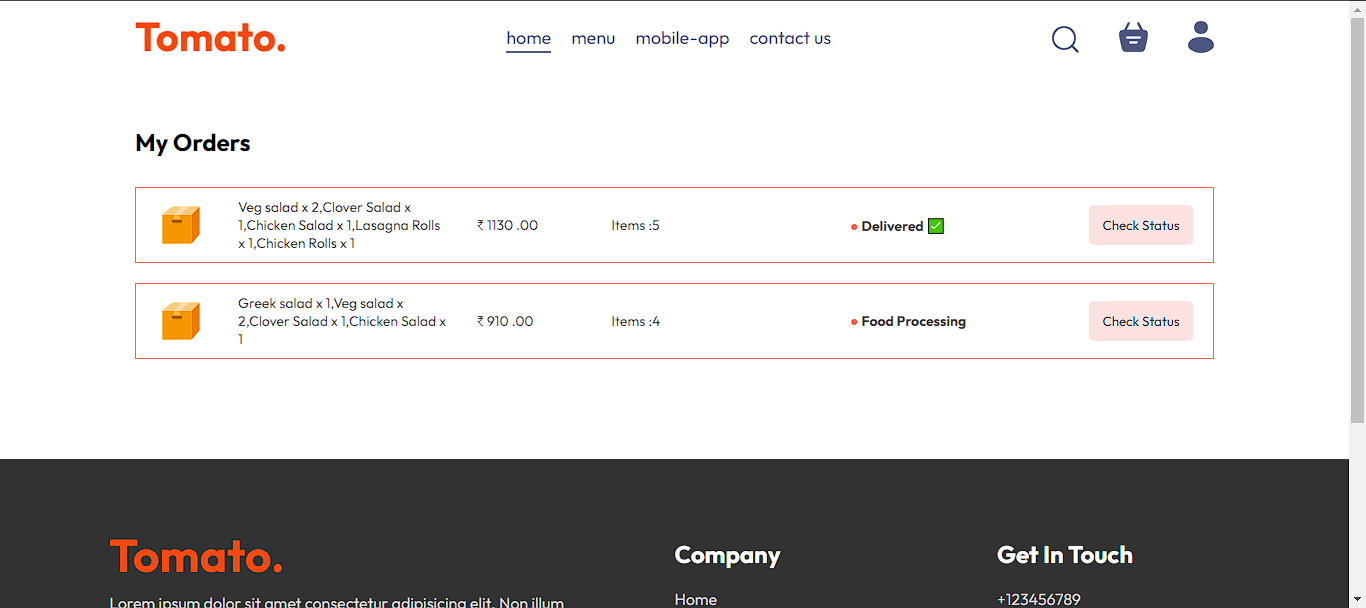 Tomato.
home menu mobile-app contact us
My Orders
Veg salad x 2,Clover Salad x
1,Chicken Salad x 1,Lasagna Rolls
x 1,Chicken Rolls x 1
₹ 1130 .00
Items :5
● Delivered ✅
Check Status
Greek salad x 1,Veg salad x
2,Clover Salad x 1,Chicken Salad x
1
₹ 910 .00
Items :4
● Food Processing
Check Status
Tomato.
Lorem ipsum dolor sit amet consectetur adipisicing elit. Non illum
Company
Home
Get In Touch
+123456789